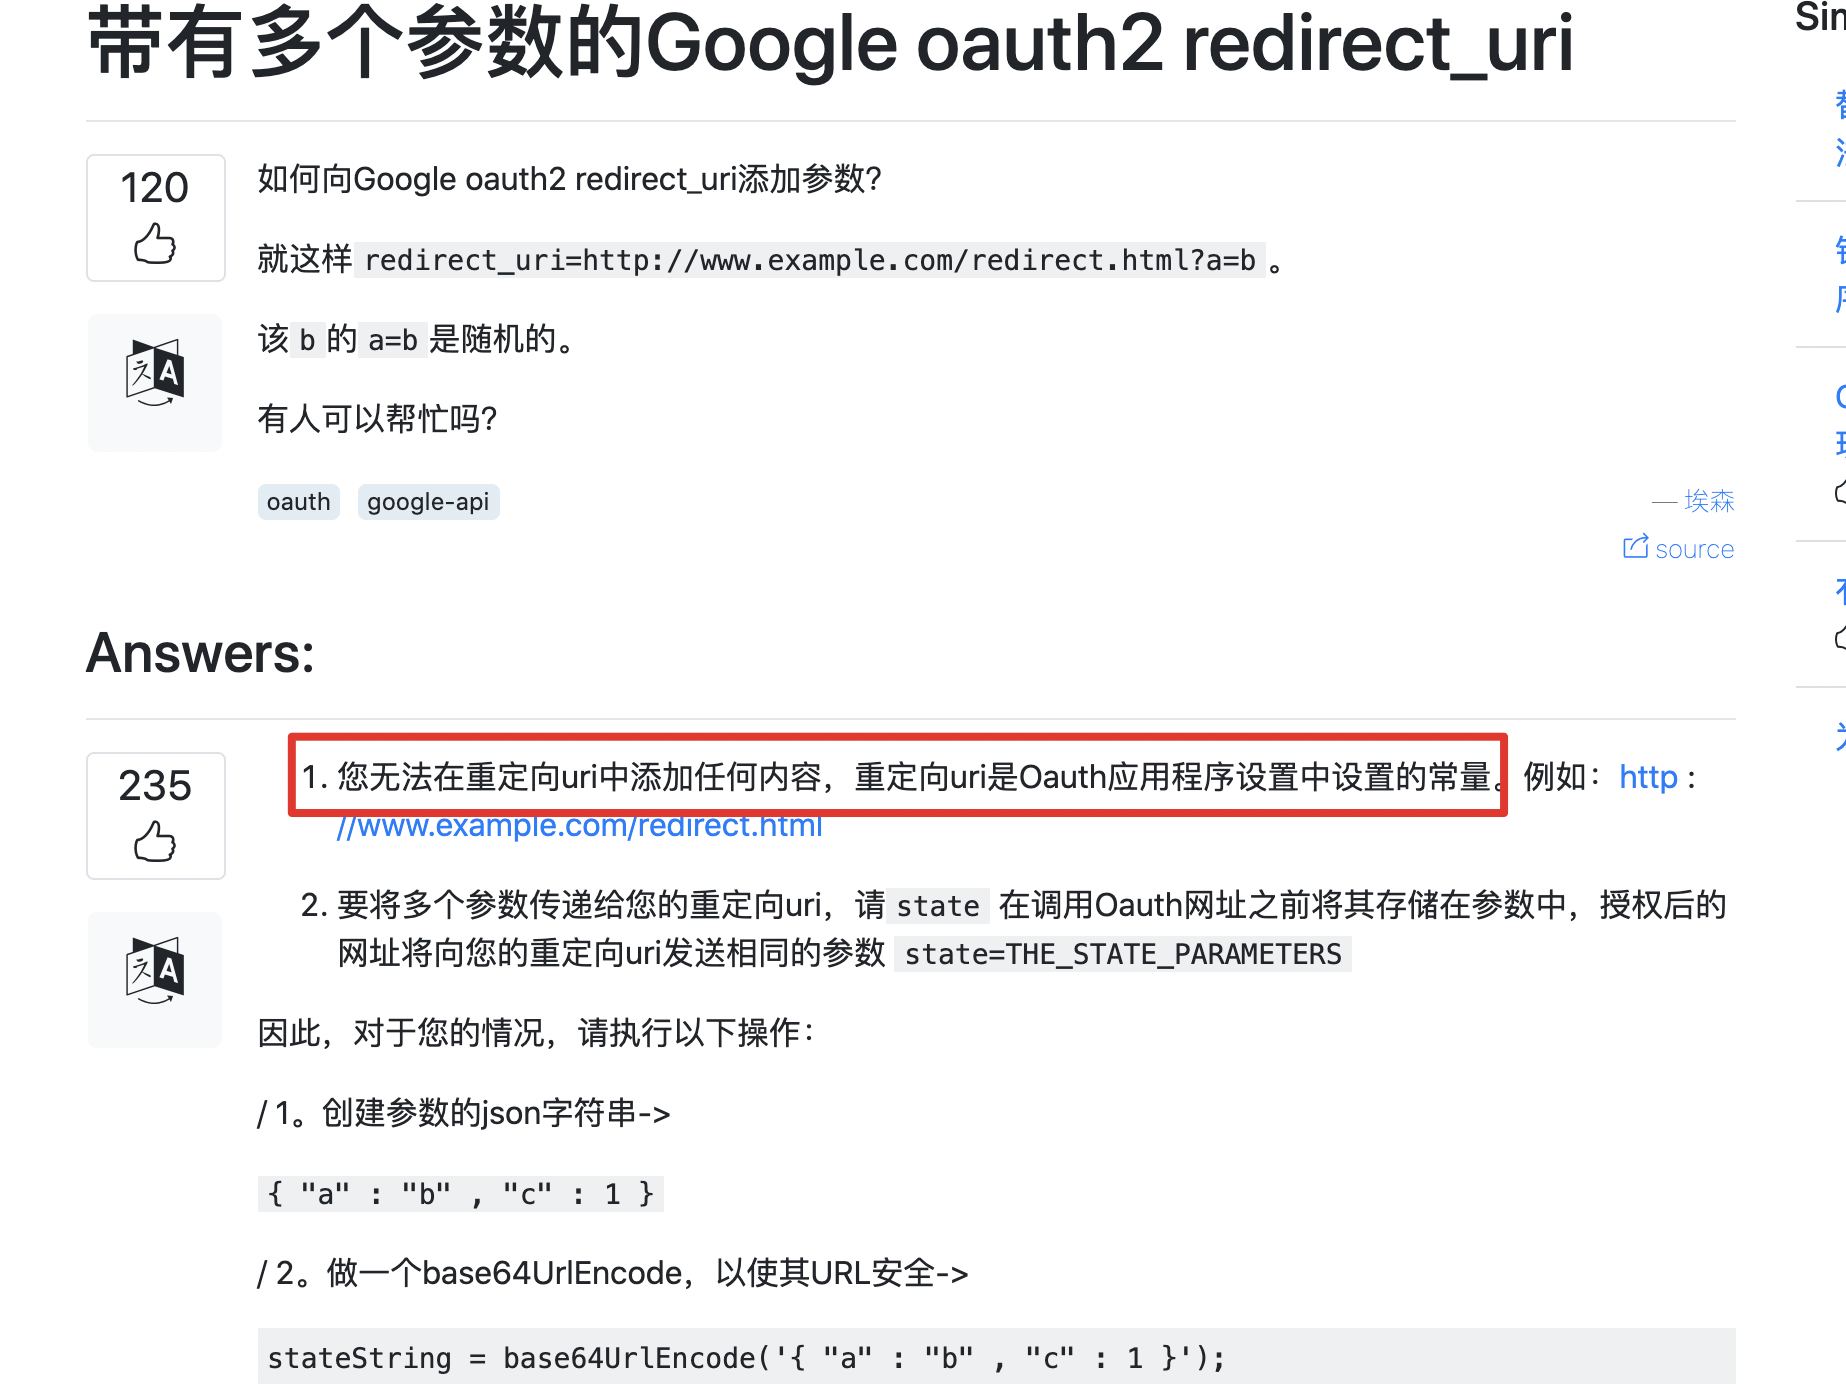 带有多个参数的Google oauth2 redirect_uri
120
如何向Google oauth2 redirect_uri添加参数?
就这样 redirect_uri=http://www.example.com/redirect.html?a=b 。
该 b 的 a=b 是随机的。
有人可以帮忙吗?
oauth google-api
— 埃森
source
Answers:
235
1. 您无法在重定向uri中添加任何内容，重定向uri是Oauth应用程序设置中设置的常量。例如：http :
//www.example.com/redirect.html
2. 要将多个参数传递给您的重定向uri，请 state 在调用Oauth网址之前将其存储在参数中，授权后的
网址将向您的重定向uri发送相同的参数 state=THE_STATE_PARAMETERS
因此，对于您的情况，请执行以下操作：
/ 1。创建参数的json字符串->
{ "a" : "b" , "c" : 1 }
/ 2。做一个base64UrlEncode，以使其URL安全->
stateString = base64UrlEncode('{ "a" : "b" , "c" : 1 }');